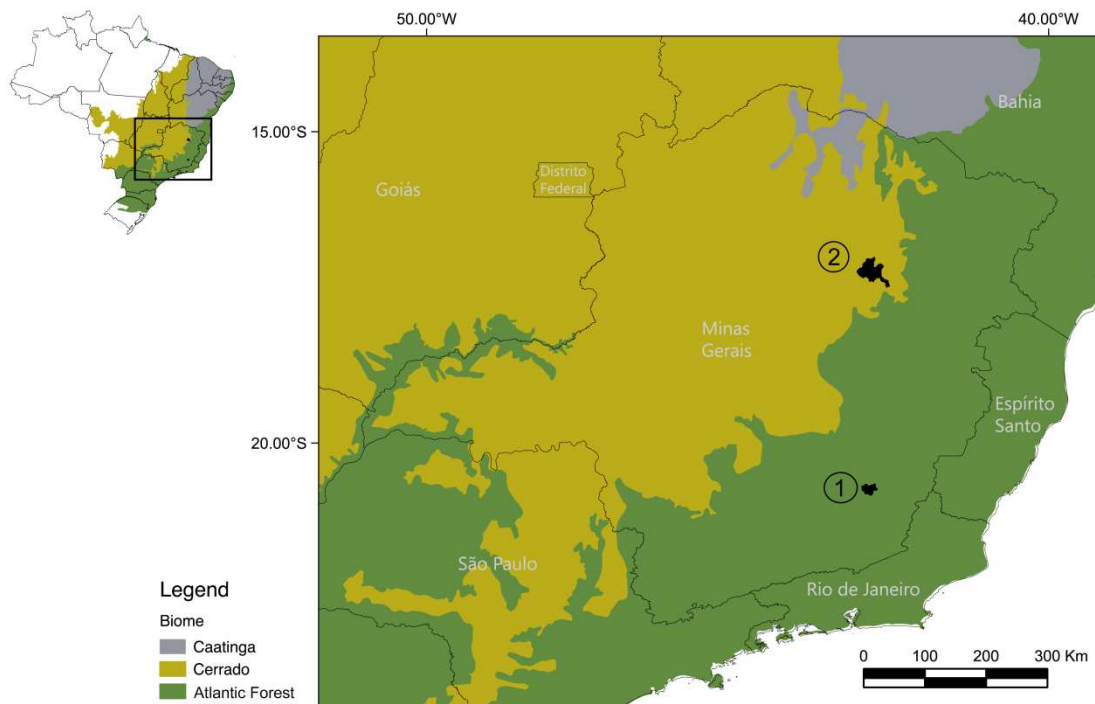 50.00°W
40.00°W
15.00°S
20.00°S
Bahia
Goiás
Distrito
Federal
2
Minas
Gerais
Espírito
Santo
1
São Paulo
Rio de Janeiro
Legend
Biome
Caatinga
Cerrado
Atlantic Forest
0 100 200 300 Km